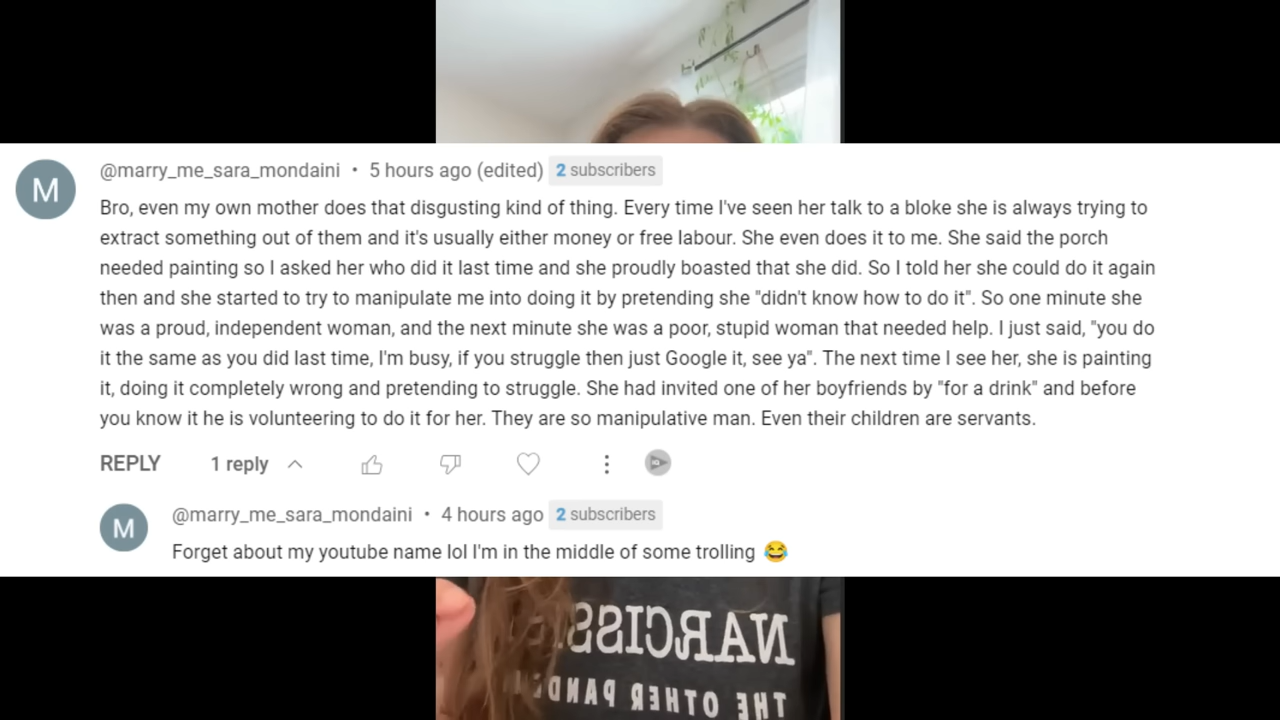 M
@marry_me_sara_mondaini • 5 hours ago (edited) 2 subscribers
Bro, even my own mother does that disgusting kind of thing. Every time I've seen her talk to a bloke she is always trying to
extract something out of them and it's usually either money or free labour. She even does it to me. She said the porch
needed painting so I asked her who did it last time and she proudly boasted that she did. So I told her she could do it again
then and she started to try to manipulate me into doing it by pretending she "didn't know how to do it". So one minute she
was a proud, independent woman, and the next minute she was a poor, stupid woman that needed help. I just said, "you do
it the same as you did last time, I'm busy, if you struggle then just Google it, see ya". The next time I see her, she is painting
it, doing it completely wrong and pretending to struggle. She had invited one of her boyfriends by "for a drink" and before
you know it he is volunteering to do it for her. They are so manipulative man. Even their children are servants.
REPLY 1 reply
M
@marry_me_sara_mondaini • 4 hours ago 2 subscribers
Forget about my youtube name lol I'm in the middle of some trolling 😂
THE OTHER